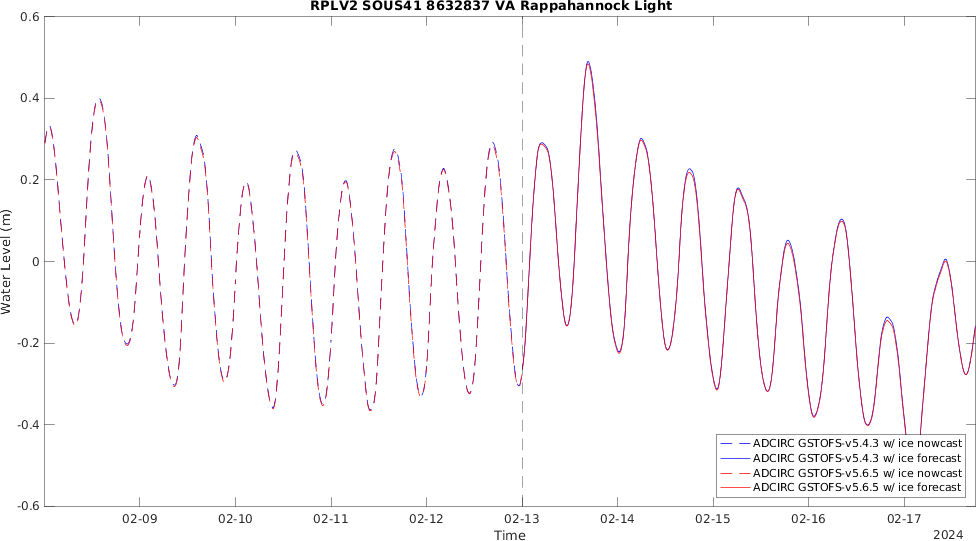 RPLV2 SOUS41 8632837 VA Rappahannock Light
0.6
0.4
0.2
0
-0.2
-0.4
-0.6
Water Level (m)
ADCIRC GSTOFS-v5.4.3 w/ ice nowcast
ADCIRC GSTOFS-v5.4.3 w/ ice forecast
ADCIRC GSTOFS-v5.6.5 w/ ice nowcast
ADCIRC GSTOFS-v5.6.5 w/ ice forecast
02-09 02-10 02-11 02-12 02-13 02-14 02-15 02-16 02-17
Time
2024